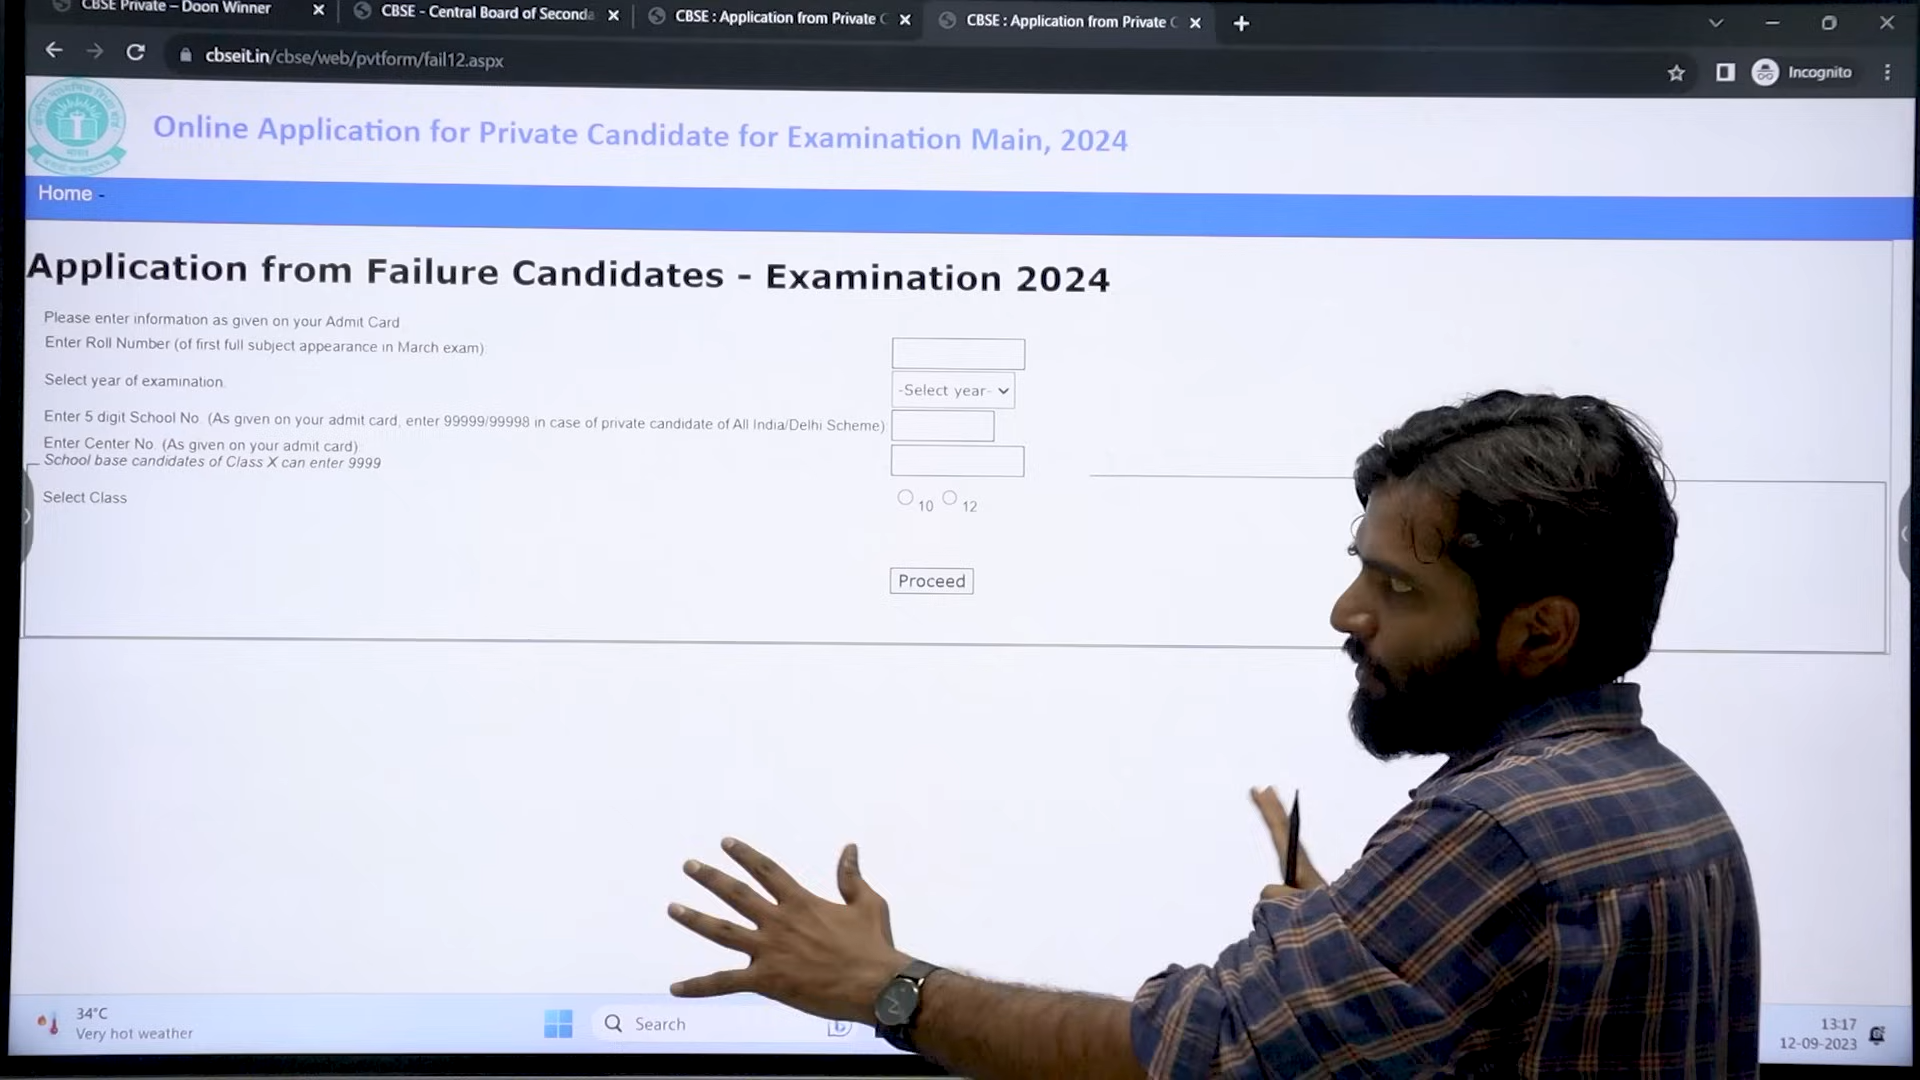 CBSE Private – Doon Winner
CBSE - Central Board of Seconda
CBSE : Application from Private C
CBSE : Application from Private C
cbseit.in/cbse/web/pvtform/fail12.aspx
Incognito
Online Application for Private Candidate for Examination Main, 2024
Home -
Application from Failure Candidates - Examination 2024
Please enter information as given on your Admit Card
Enter Roll Number (of first full subject appearance in March exam)
Select year of examination.
-Select year-
Enter 5 digit School No. (As given on your admit card, enter 99999/99998 in case of private candidate of All India/Delhi Scheme)
Enter Center No. (As given on your admit card)
School base candidates of Class X can enter 9999
Select Class
10 12
Proceed
34°C
Very hot weather
Search
13:17
12-09-2023